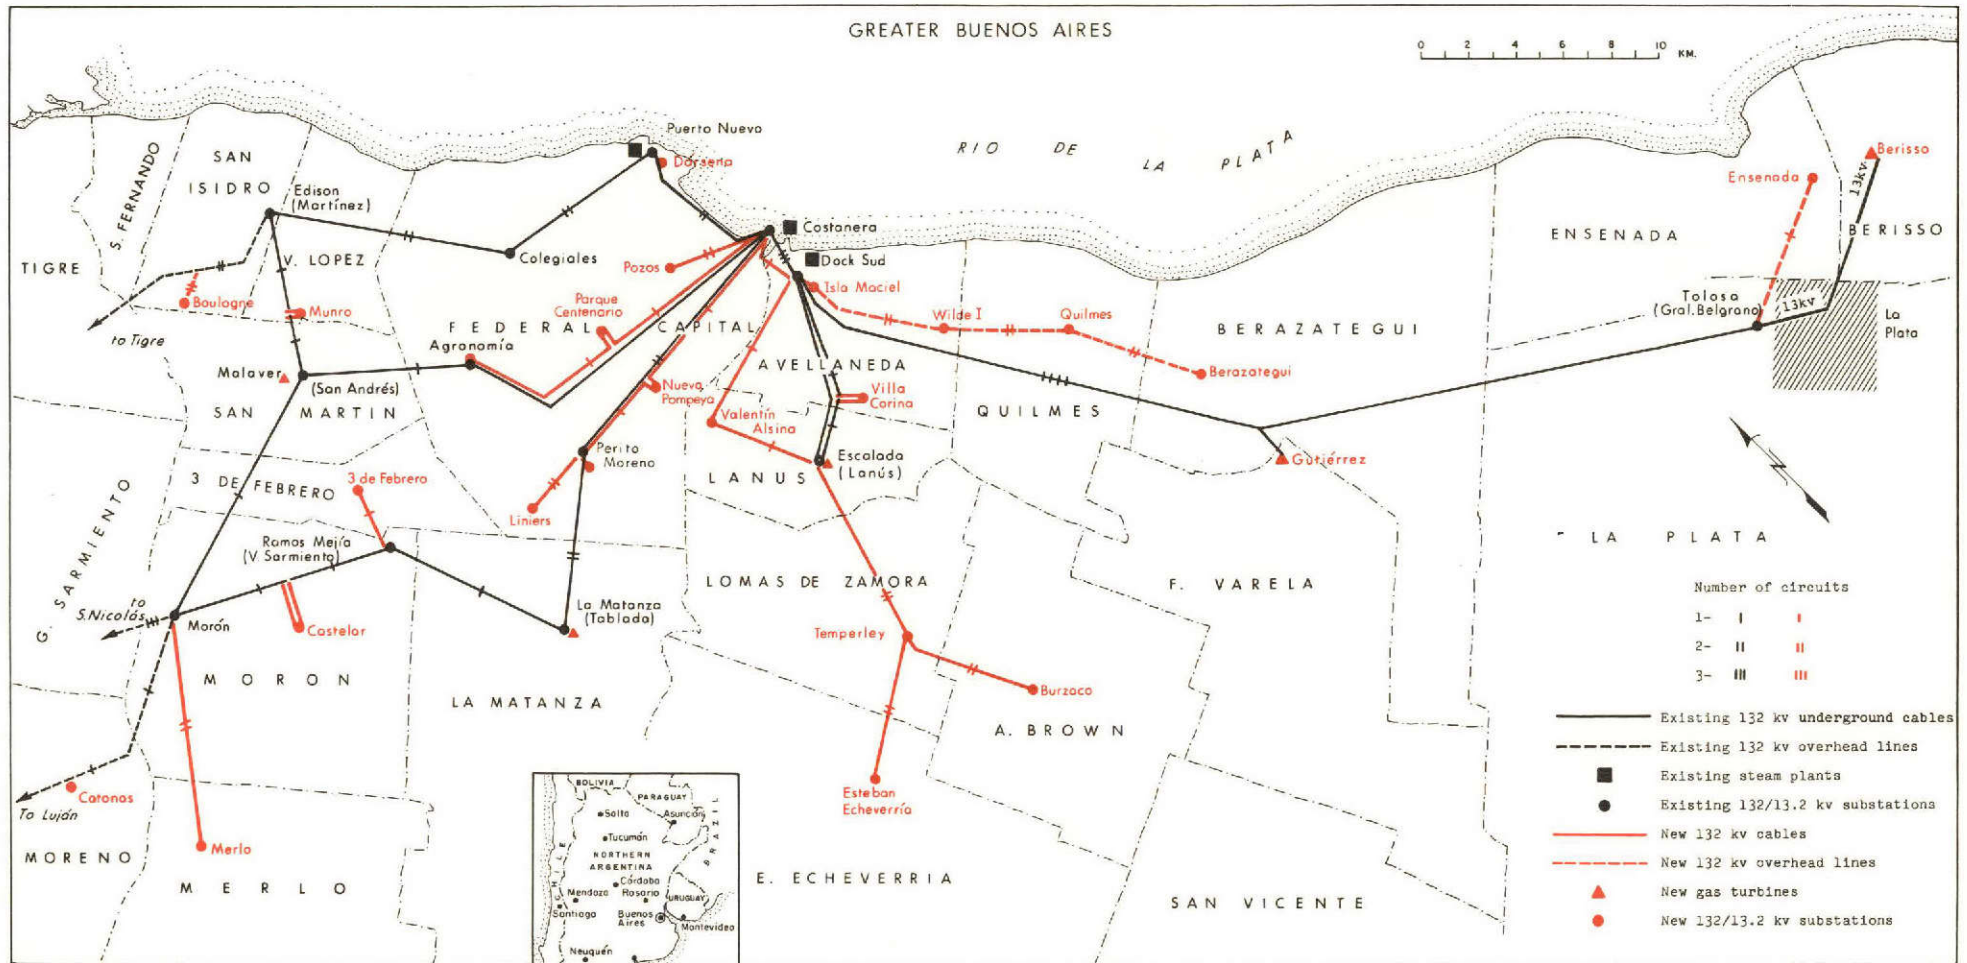 GREATER BUENOS AIRES
0 2 4 6 8 10 KM.
RIO DE LA PLATA
Puerto Nuevo
Darsena
SAN
ISIDRO
S. FERNANDO
TIGRE
Edison
(Martínez)
V. LOPEZ
Colegiales
Costanera
Dock Sud
Isla Maciel
Pozos
Boulogne
Munro
to Tigre
Parque
Centenario
FEDERAL CAPITAL
Agronomía
Wilde I
Quilmes
Berazategui
BERAZATEGUI
ENSENADA
Ensenada
Berisso
BERISSO
13kv
13kv
Tolosa
(Gral. Belgrano)
La
Plata
Malaver
(San Andrés)
SAN MARTIN
AVELLANEDA
Nueva
Pompeya
Villa
Corina
Valentín
Alsina
QUILMES
Perito
Moreno
Escalada
(Lanús)
LANUS
Gutiérrez
3 DE FEBRERO
3 de Febrero
Liniers
G. SARMIENTO
Ramos Mejía
(V. Sarmiento)
LA PLATA
LOMAS DE ZAMORA
F. VARELA
to
S. Nicolás
Morón
Castelar
La Matanza
(Tablada)
Temperley
MORON
LA MATANZA
Burzaco
A. BROWN
Esteban
Echeverría
Catonas
To Luján
MORENO
Merlo
MERLO
E. ECHEVERRIA
SAN VICENTE
N
Number of circuits
1- I I
2- II II
3- III III
Existing 132 kv underground cables
Existing 132 kv overhead lines
Existing steam plants
Existing 132/13.2 kv substations
New 132 kv cables
New 132 kv overhead lines
New gas turbines
New 132/13.2 kv substations
BOLIVIA
PARAGUAY
Salta
Asunción
BRAZIL
Tucumán
NORTHERN
ARGENTINA
CHILE
Córdoba
Mendoza
Rosario
URUGUAY
Santiago
Buenos
Aires
Montevideo
Neuquén